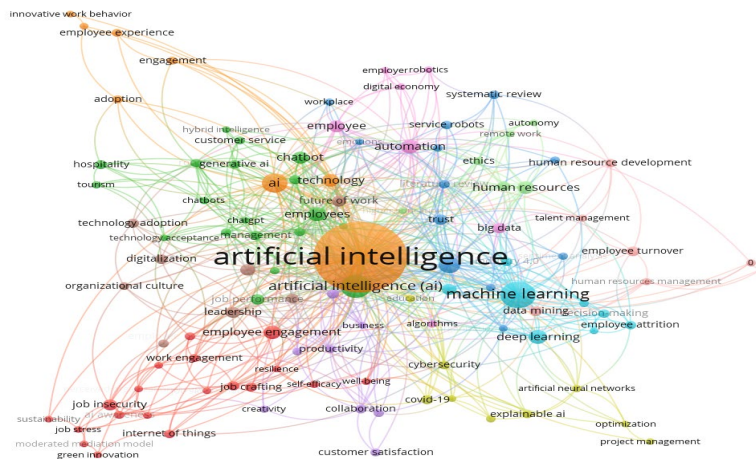 innovative work behavior
employee experience
engagement
employer
robotics
digital economy
systematic review
adoption
workplace
service robots
autonomy
hybrid intelligence
employee
remote work
customer service
emotions
automation
hospitality
generative ai
chatbot
ethics
human resource development
tourism
ai
technology
human resources
chatbots
future of work
employees
trust
talent management
technology adoption
chatgpt
big data
technology acceptance
management
artificial intelligence
employee turnover
digitalization
organizational culture
artificial intelligence (ai)
human resources management
job performance
education
machine learning
leadership
data mining
decision-making
employee engagement
business
algorithms
deep learning
employee attrition
work engagement
productivity
resilience
cybersecurity
job crafting
self-efficacy
well-being
artificial neural networks
job insecurity
creativity
collaboration
covid-19
explainable ai
sustainability
job stress
internet of things
optimization
moderated mediation model
project management
green innovation
customer satisfaction